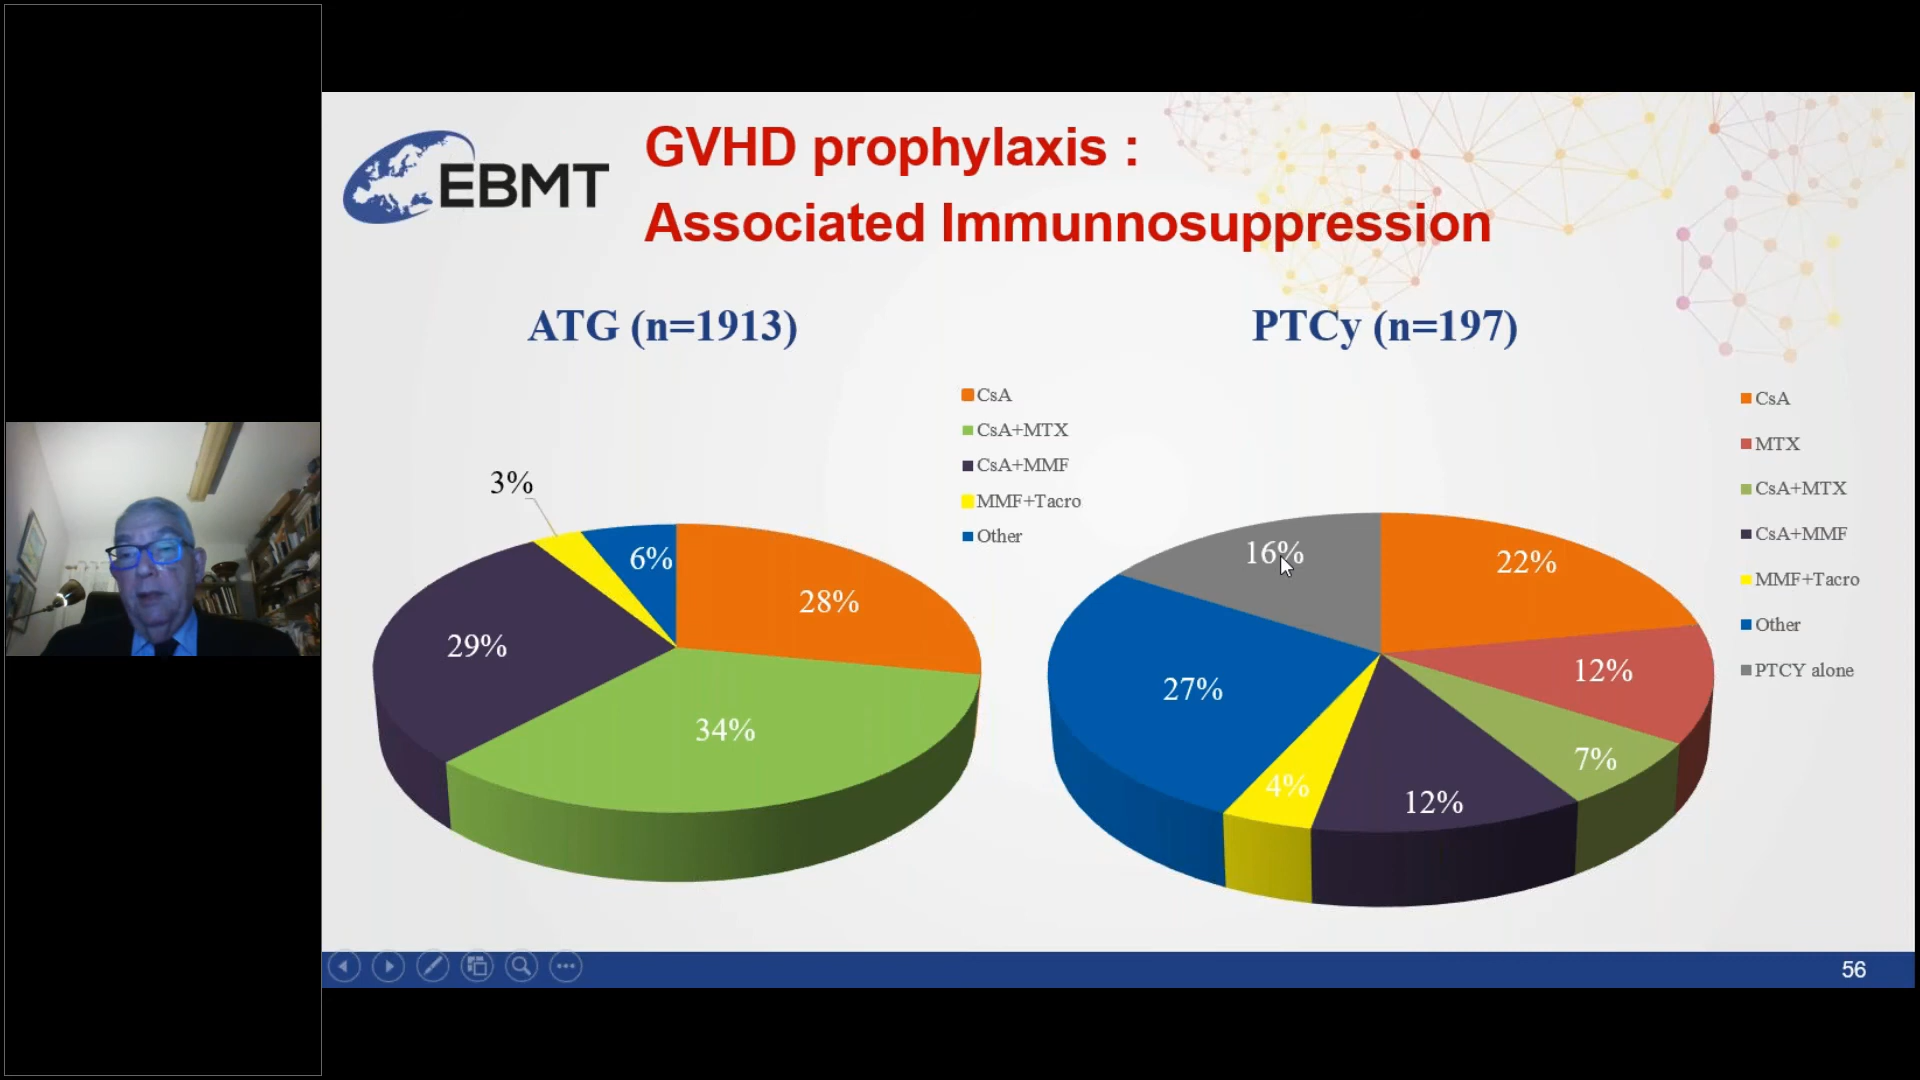 EBMT
GVHD prophylaxis :
Associated Immunnosuppression
ATG (n=1913)
CsA
CsA+MTX
CsA+MMF
MMF+Tacro
Other
3%
6%
28%
29%
34%
PTCy (n=197)
CsA
MTX
CsA+MTX
CsA+MMF
MMF+Tacro
Other
PTCY alone
16%
22%
12%
27%
7%
4%
12%
56